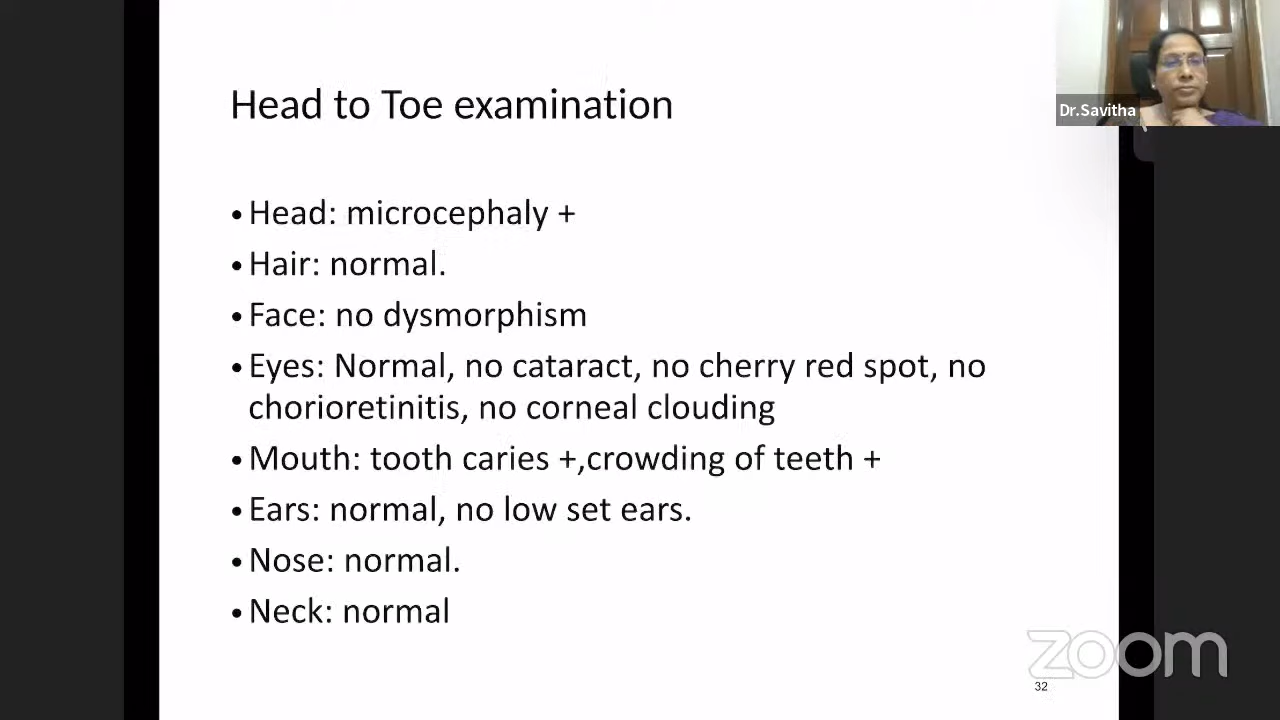 Head to Toe examination
Dr.Savitha
• Head: microcephaly +
• Hair: normal.
• Face: no dysmorphism
• Eyes: Normal, no cataract, no cherry red spot, no
chorioretinitis, no corneal clouding
• Mouth: tooth caries +,crowding of teeth +
• Ears: normal, no low set ears.
• Nose: normal.
• Neck: normal
zoom
32